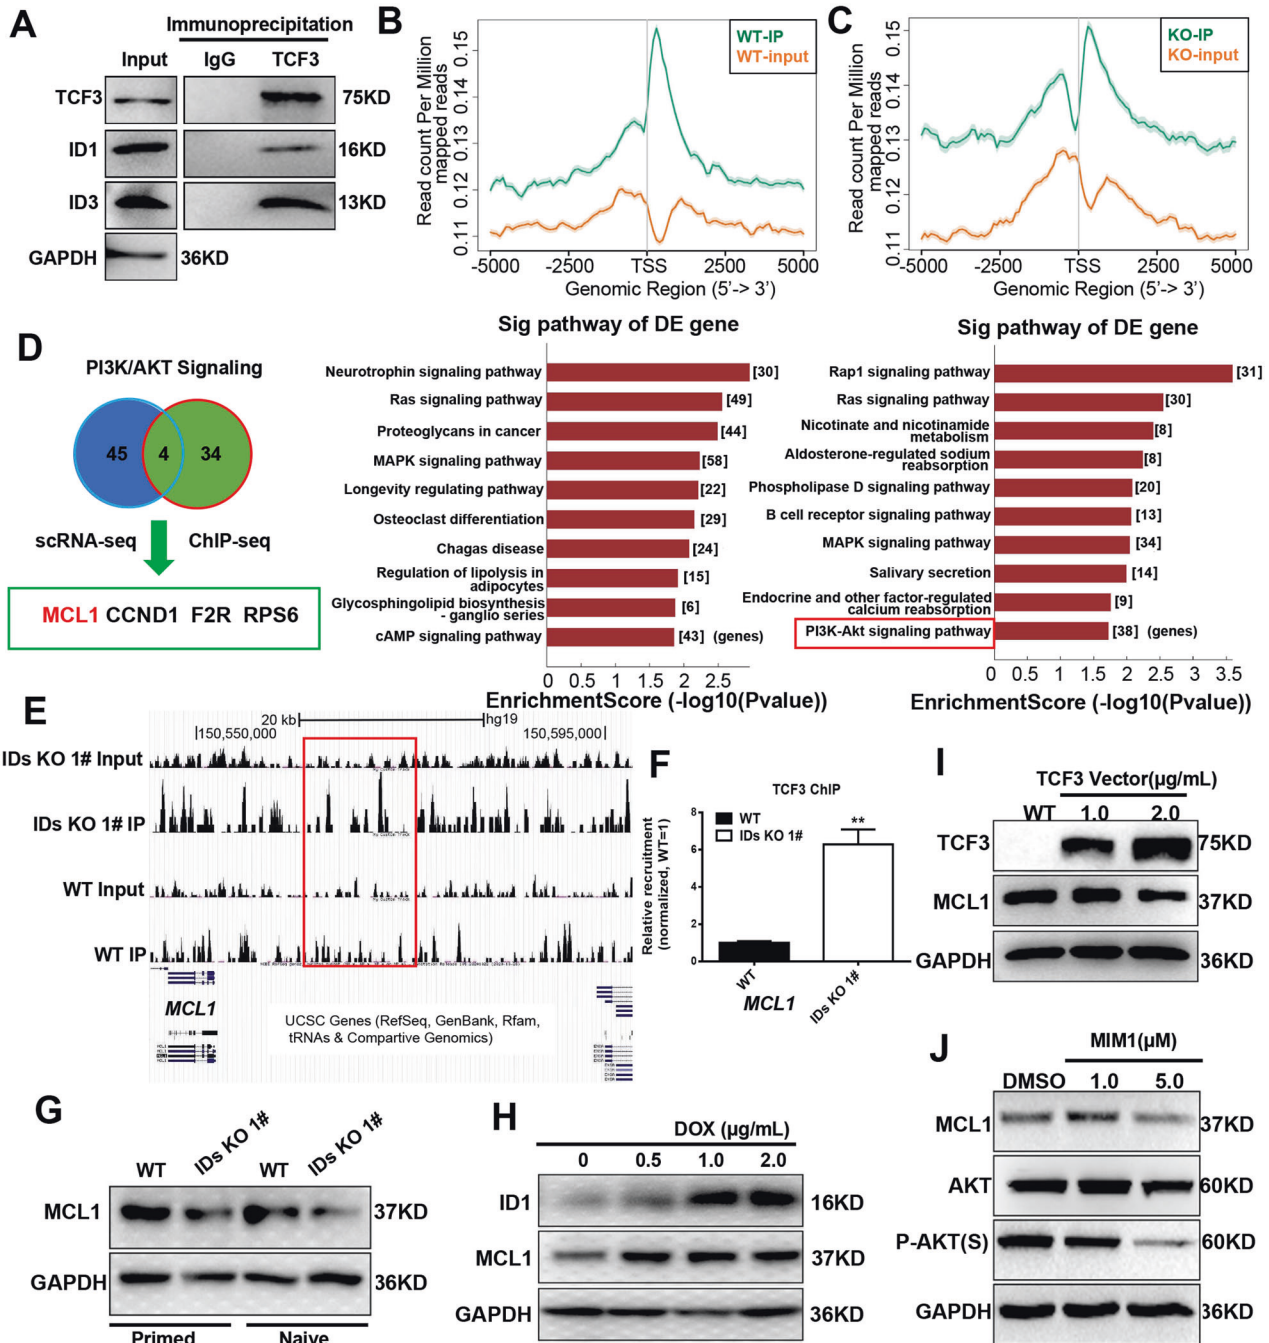 A
Immunoprecipitation
Input IgG TCF3
TCF3 75KD
ID1 16KD
ID3 13KD
GAPDH 36KD
B
Read count Per Million
mapped reads
0.15
0.14
0.13
0.12
0.11
WT-IP
WT-input
-5000 -2500 TSS 2500 5000
Genomic Region (5'-> 3')
C
Read count Per Million
mapped reads
0.15
0.14
0.13
0.12
0.11
KO-IP
KO-input
-5000 -2500 TSS 2500 5000
Genomic Region (5'-> 3')
D
PI3K/AKT Signaling
45 4 34
scRNA-seq ChIP-seq
MCL1 CCND1 F2R RPS6
Sig pathway of DE gene
Neurotrophin signaling pathway [30]
Ras signaling pathway [49]
Proteoglycans in cancer [44]
MAPK signaling pathway [58]
Longevity regulating pathway [22]
Osteoclast differentiation [29]
Chagas disease [24]
Regulation of lipolysis in
adipocytes [15]
Glycosphingolipid biosynthesis
- ganglio series [6]
cAMP signaling pathway [43] (genes)
0 0.5 1 1.5 2 2.5
EnrichmentScore (-log10(Pvalue))
Sig pathway of DE gene
Rap1 signaling pathway [31]
Ras signaling pathway [30]
Nicotinate and nicotinamide
metabolism [8]
Aldosterone-regulated sodium
reabsorption [8]
Phospholipase D signaling pathway [20]
B cell receptor signaling pathway [13]
MAPK signaling pathway [34]
Salivary secretion [14]
Endocrine and other factor-regulated
calcium reabsorption [9]
PI3K-Akt signaling pathway [38] (genes)
0 0.5 1 1.5 2 2.5 3 3.5
EnrichmentScore (-log10(Pvalue))
E
20 kb hg19
150,550,000 150,595,000
IDs KO 1# Input
IDs KO 1# IP
WT Input
WT IP
MCL1
UCSC Genes (RefSeq, GenBank, Rfam,
tRNAs & Compartive Genomics)
F
TCF3 ChIP
Relative recruitment
(normalized, WT=1)
8
6
4
2
0
WT
IDs KO 1#
**
WT IDs KO 1#
MCL1
G
WT IDs KO 1# WT IDs KO 1#
MCL1 37KD
GAPDH 36KD
Primed Naive
H
DOX (μg/mL)
0 0.5 1.0 2.0
ID1 16KD
MCL1 37KD
GAPDH 36KD
I
TCF3 Vector(μg/mL)
WT 1.0 2.0
TCF3 75KD
MCL1 37KD
GAPDH 36KD
J
MIM1(μM)
DMSO 1.0 5.0
MCL1 37KD
AKT 60KD
P-AKT(S) 60KD
GAPDH 36KD